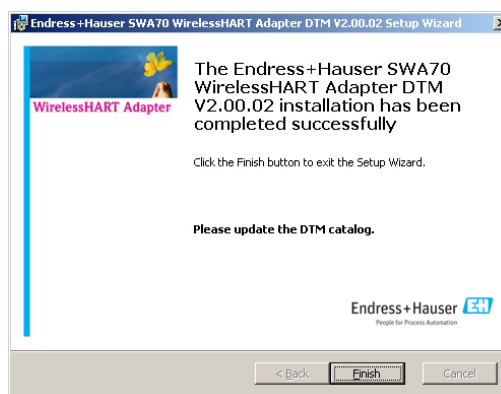 Endress+Hauser SWA70 WirelessHART Adapter DTM V2.00.02 Setup Wizard
WirelessHART Adapter
The Endress+Hauser SWA70
WirelessHART Adapter DTM
V2.00.02 installation has been
completed successfully
Click the Finish button to exit the Setup Wizard.
Please update the DTM catalog.
Endress+Hauser EH
People for Process Automation
< Back
Finish
Cancel